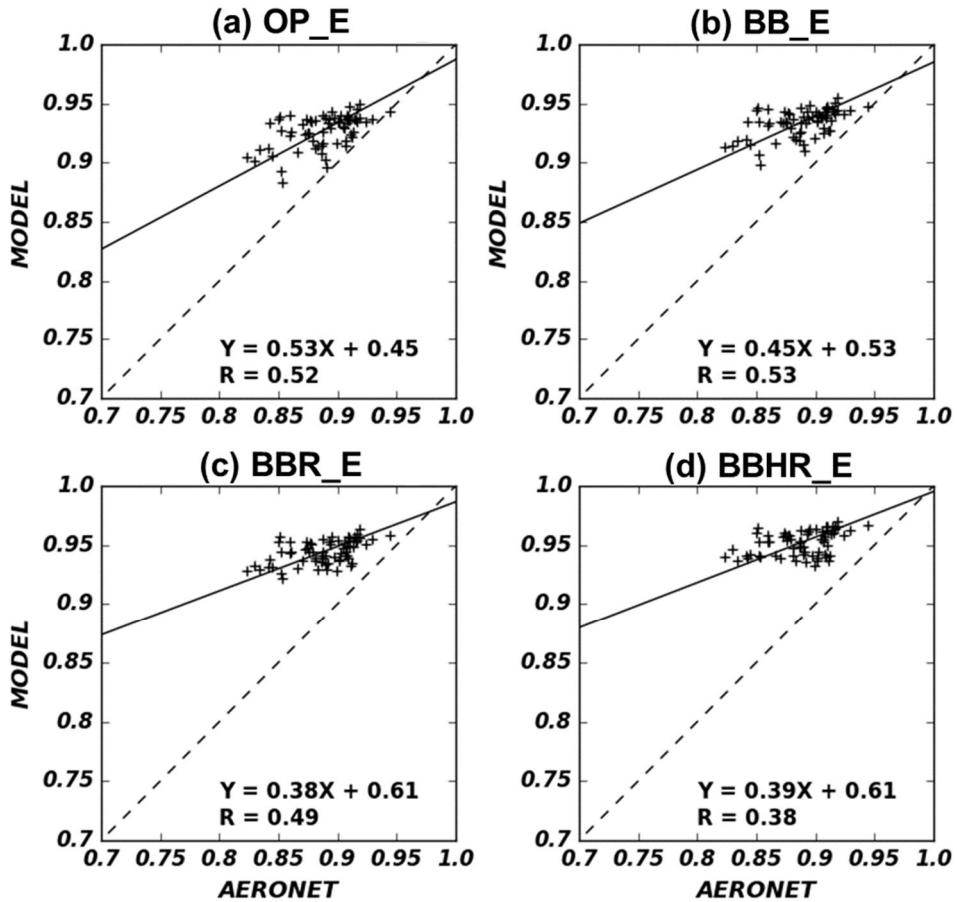 (a) OP_E
1.0
0.95
0.9
0.85
0.8
0.75
0.7
MODEL
Y = 0.53X + 0.45
R = 0.52
0.7 0.75 0.8 0.85 0.9 0.95 1.0
(b) BB_E
1.0
0.95
0.9
0.85
0.8
0.75
0.7
MODEL
Y = 0.45X + 0.53
R = 0.53
0.7 0.75 0.8 0.85 0.9 0.95 1.0
(c) BBR_E
1.0
0.95
0.9
0.85
0.8
0.75
0.7
MODEL
Y = 0.38X + 0.61
R = 0.49
0.7 0.75 0.8 0.85 0.9 0.95 1.0
AERONET
(d) BBHR_E
1.0
0.95
0.9
0.85
0.8
0.75
0.7
Y = 0.39X + 0.61
R = 0.38
0.7 0.75 0.8 0.85 0.9 0.95 1.0
AERONET